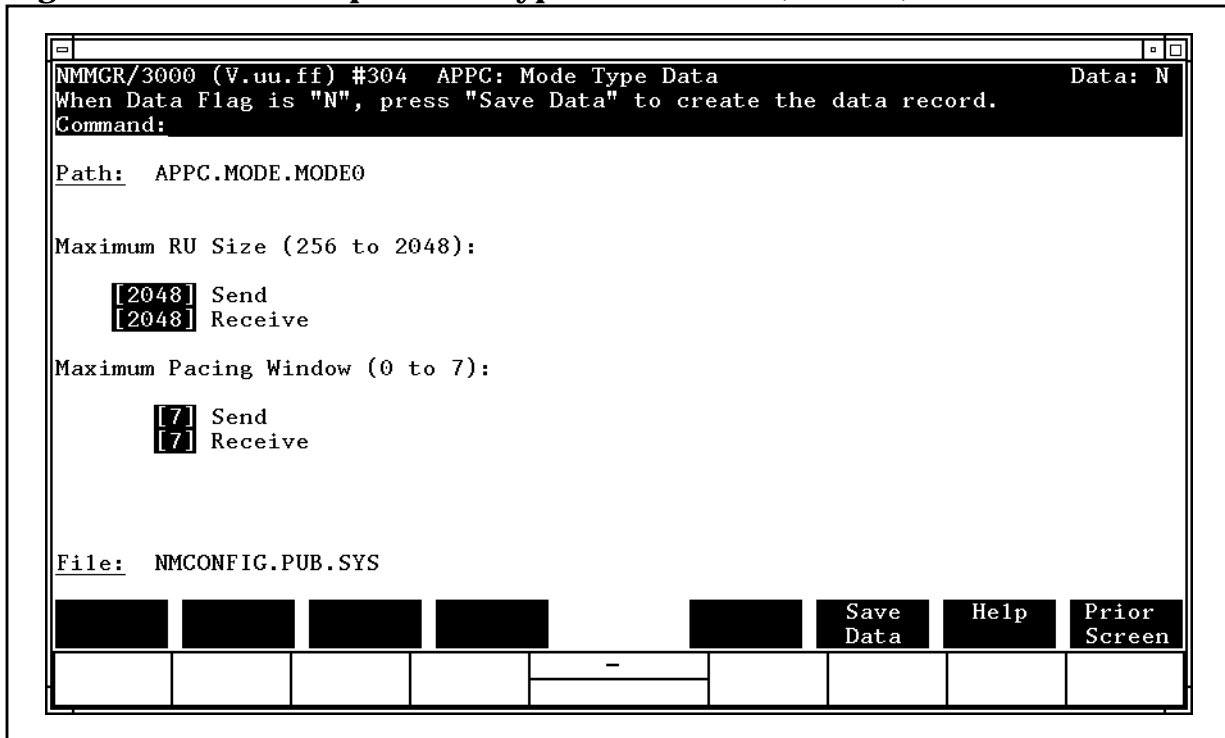 NMMGR/3000 (V.uu.ff) #304 APPC: Mode Type Data Data: N
When Data Flag is "N", press "Save Data" to create the data record.
Command:
Path: APPC.MODE.MODE0
Maximum RU Size (256 to 2048):
[2048] Send
[2048] Receive
Maximum Pacing Window (0 to 7):
[7] Send
[7] Receive
File: NMCONFIG.PUB.SYS
Save Data
Help
Prior Screen